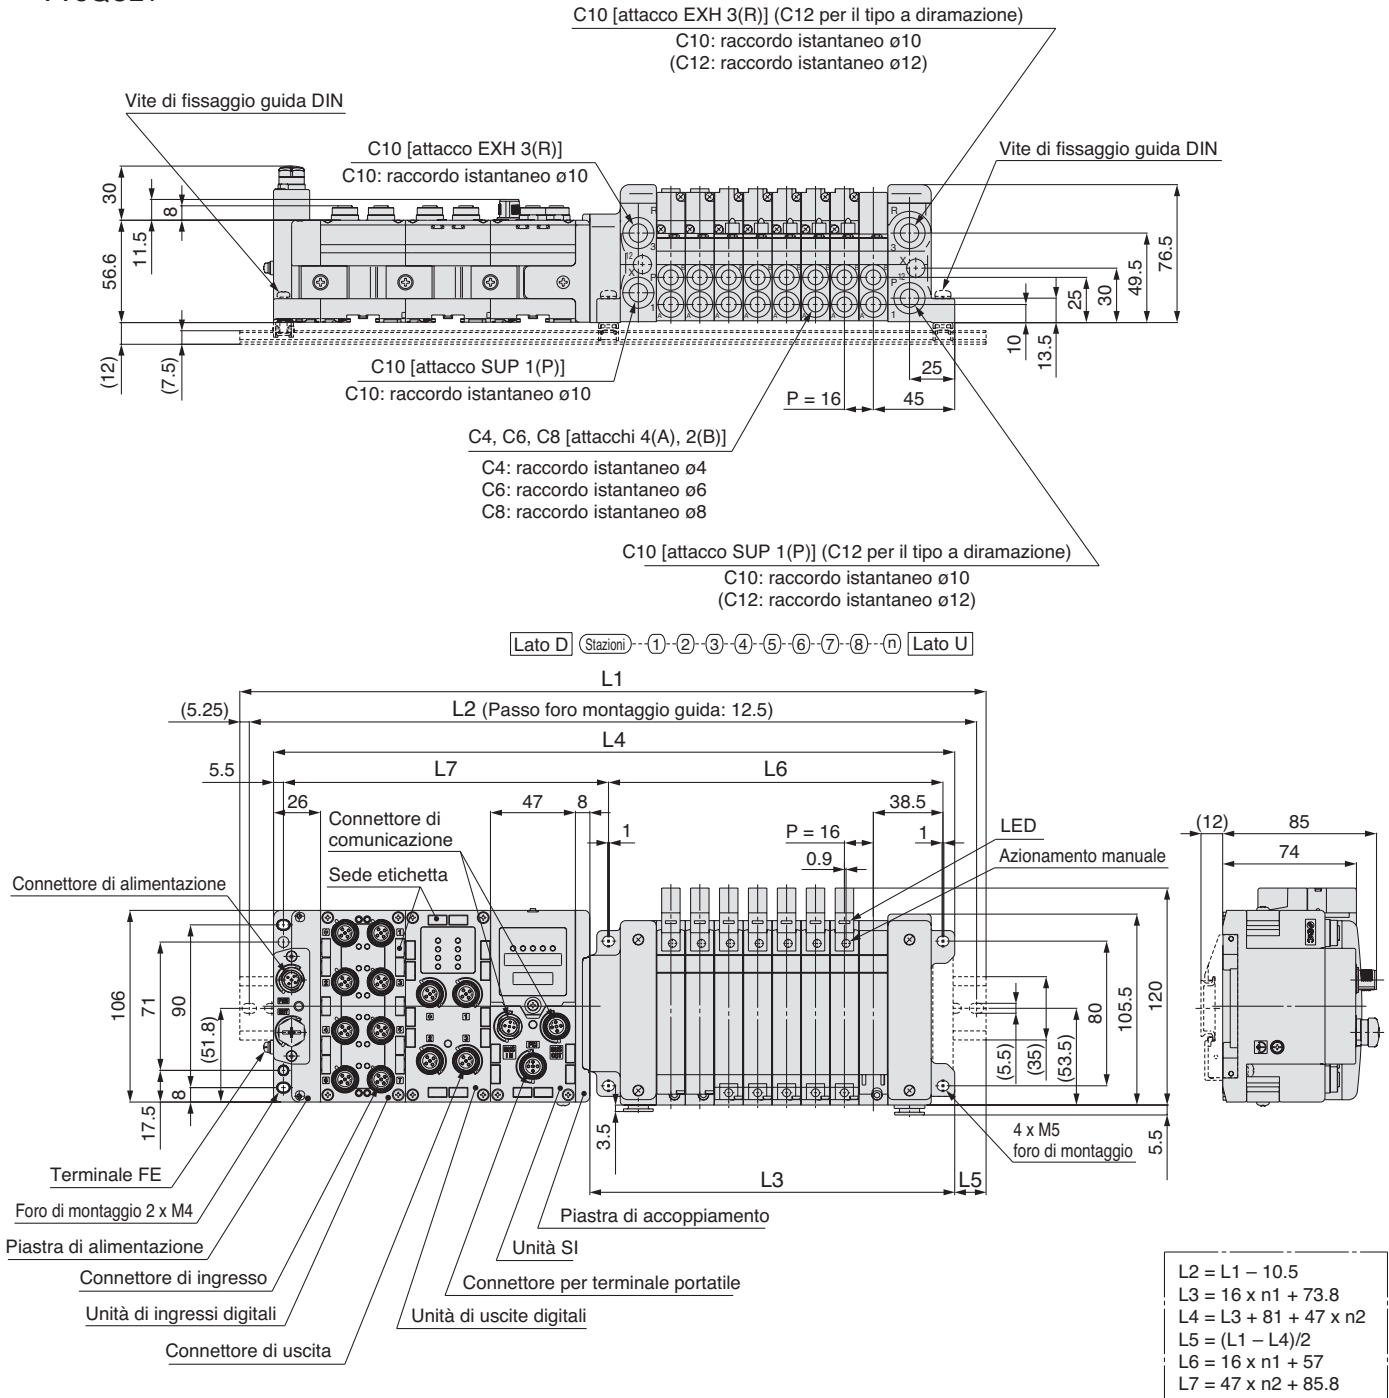 C10 [attacco EXH 3(R)] (C12 per il tipo a diramazione)
C10: raccordo istantaneo ø10
(C12: raccordo istantaneo ø12)
Vite di fissaggio guida DIN
C10 [attacco EXH 3(R)]
C10: raccordo istantaneo ø10
Vite di fissaggio guida DIN
30
8
11.5
56.6
(12)
(7.5)
76.5
49.5
30
25
13.5
10
25
45
P = 16
C10 [attacco SUP 1(P)]
C10: raccordo istantaneo ø10
C4, C6, C8 [attacchi 4(A), 2(B)]
C4: raccordo istantaneo ø4
C6: raccordo istantaneo ø6
C8: raccordo istantaneo ø8
C10 [attacco SUP 1(P)] (C12 per il tipo a diramazione)
C10: raccordo istantaneo ø10
(C12: raccordo istantaneo ø12)
Lato D Stazioni 1 2 3 4 5 6 7 8 n Lato U
L1
(5.25)
L2 (Passo foro montaggio guida: 12.5)
L4
5.5
L7
L6
26
47
8
38.5
Connettore di
comunicazione
1
P = 16
1
LED
0.9
Azionamento manuale
Sede etichetta
Connettore di alimentazione
(12)
85
74
106
71
90
(51.8)
8
17.5
80
105.5
120
(5.5)
(35)
(53.5)
3.5
5.5
4 x M5
foro di montaggio
L3
L5
Terminale FE
Foro di montaggio 2 x M4
Piastra di alimentazione
Connettore di ingresso
Unità di ingressi digitali
Connettore di uscita
Piastra di accoppiamento
Unità SI
Connettore per terminale portatile
Unità di uscite digitali
L2 = L1 – 10.5
L3 = 16 x n1 + 73.8
L4 = L3 + 81 + 47 x n2
L5 = (L1 – L4)/2
L6 = 16 x n1 + 57
L7 = 47 x n2 + 85.8